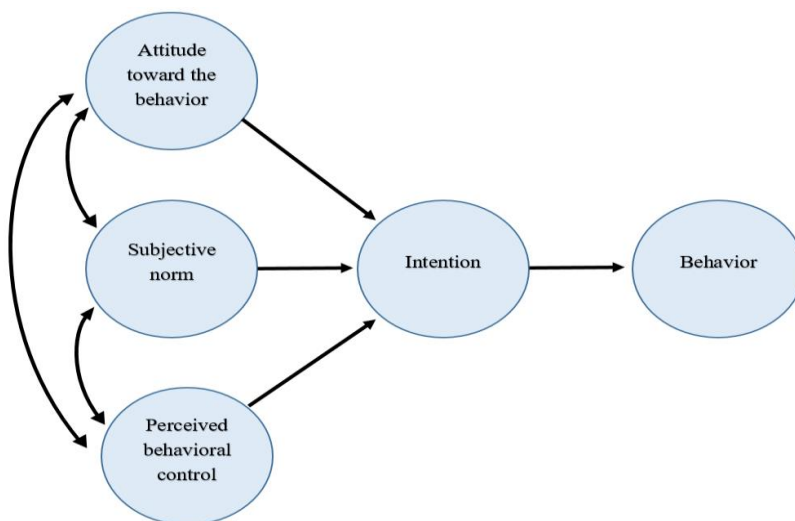 Attitude
toward the
behavior
Subjective
norm
Intention
Behavior
Perceived
behavioral
control